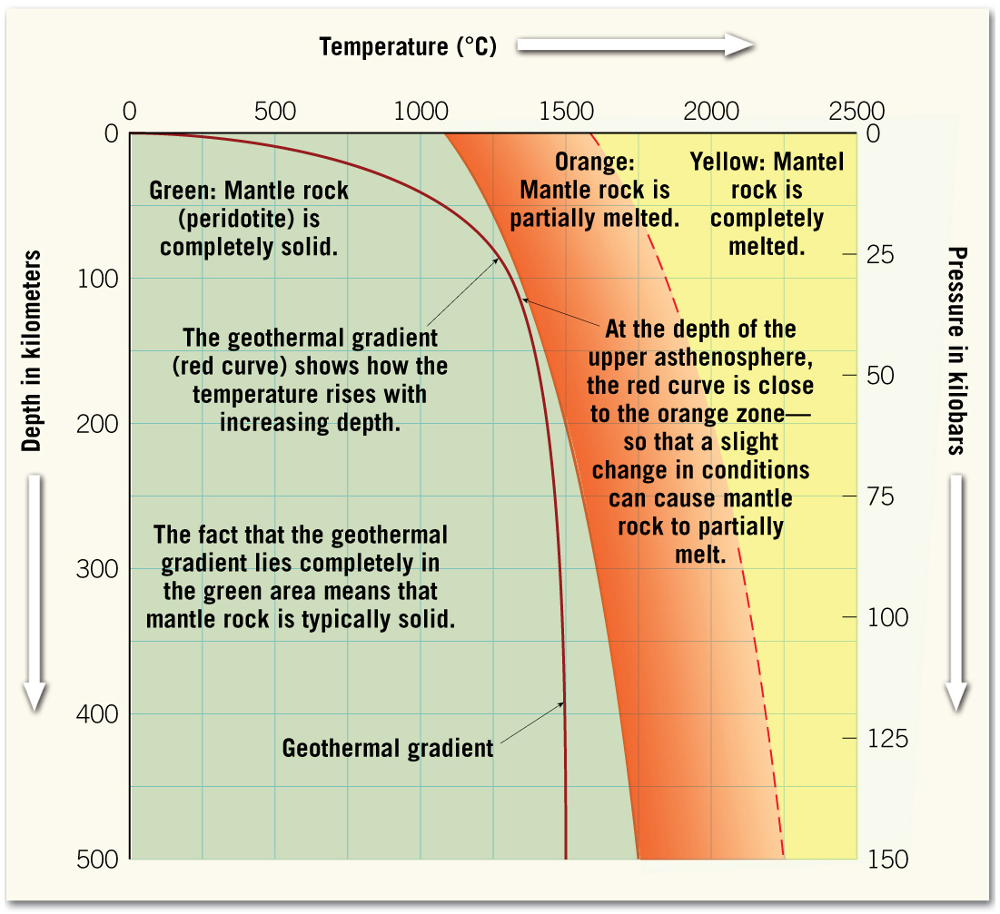 Temperature (°C)
0 500 1000 1500 2000 2500
0
100
200
300
400
500
Depth in kilometers
0
25
50
75
100
125
150
Pressure in kilobars
Green: Mantle rock
(peridotite) is
completely solid.
Orange:
Mantle rock is
partially melted.
Yellow: Mantel
rock is
completely
melted.
The geothermal gradient
(red curve) shows how the
temperature rises with
increasing depth.
At the depth of the
upper asthenosphere,
the red curve is close
to the orange zone—
so that a slight
change in conditions
can cause mantle
rock to partially
melt.
The fact that the geothermal
gradient lies completely in
the green area means that
mantle rock is typically solid.
Geothermal gradient